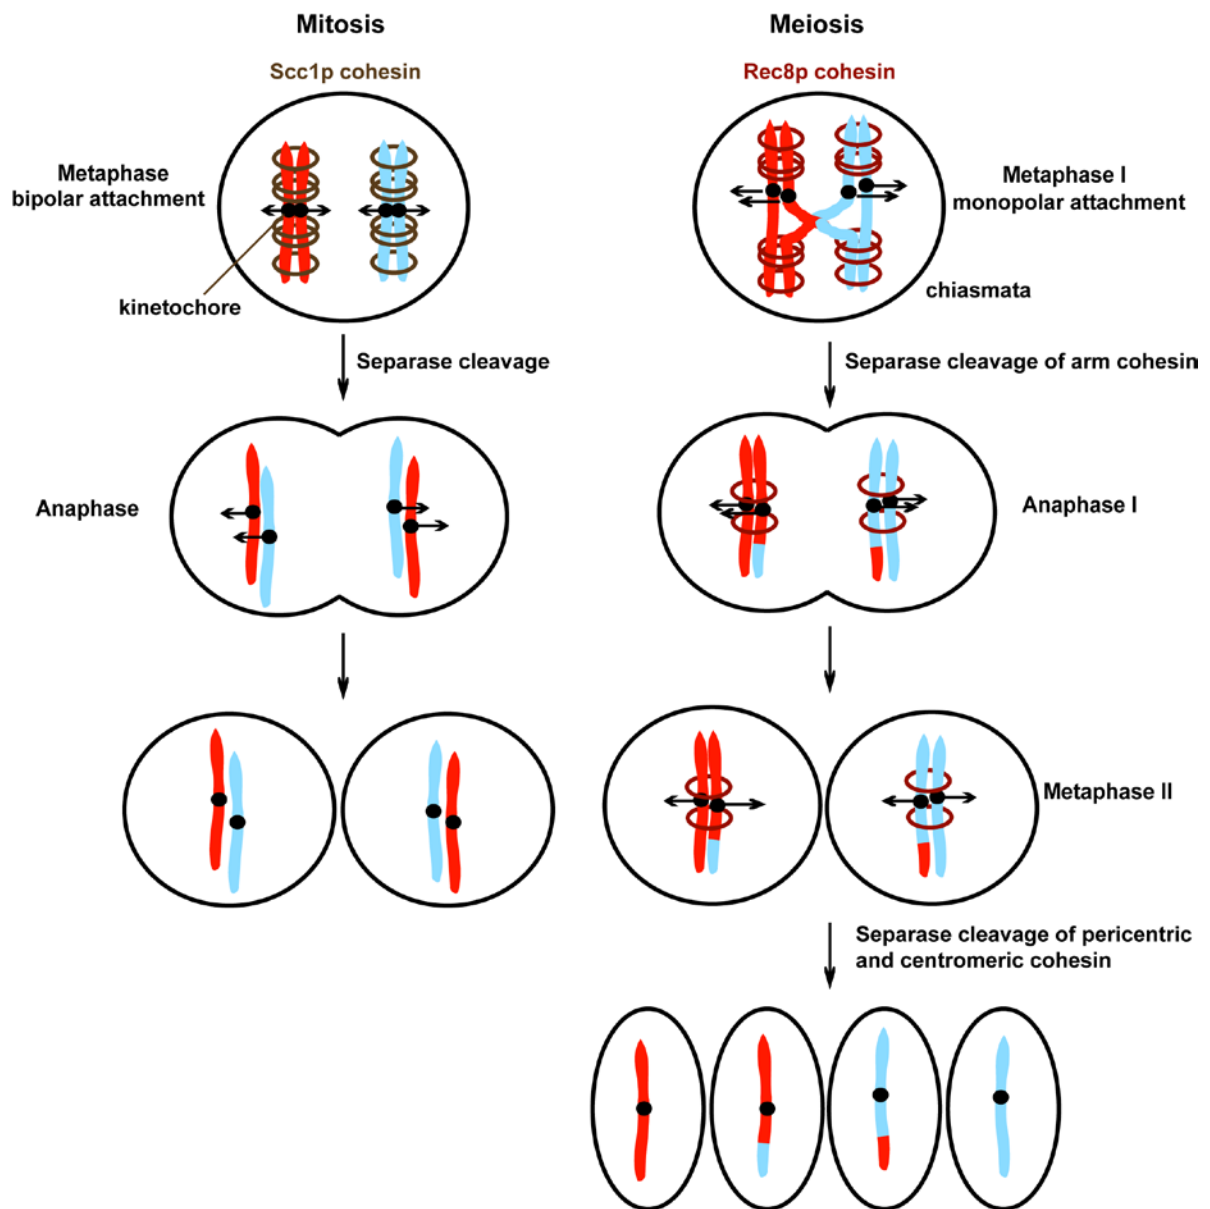 Mitosis
Scc1p cohesin
Metaphase
bipolar attachment
kinetochore
Separase cleavage
Anaphase
Meiosis
Rec8p cohesin
Metaphase I
monopolar attachment
chiasmata
Separase cleavage of arm cohesin
Anaphase I
Metaphase II
Separase cleavage of pericentric
and centromeric cohesin